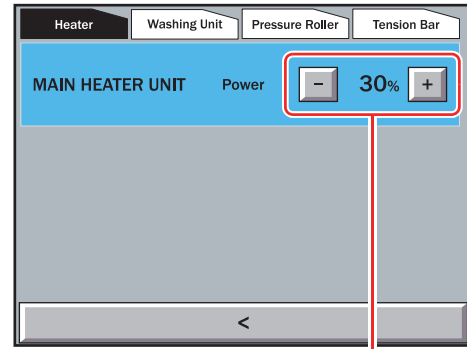 Heater Washing Unit Pressure Roller Tension Bar
MAIN HEATER UNIT Power - 30% +
<